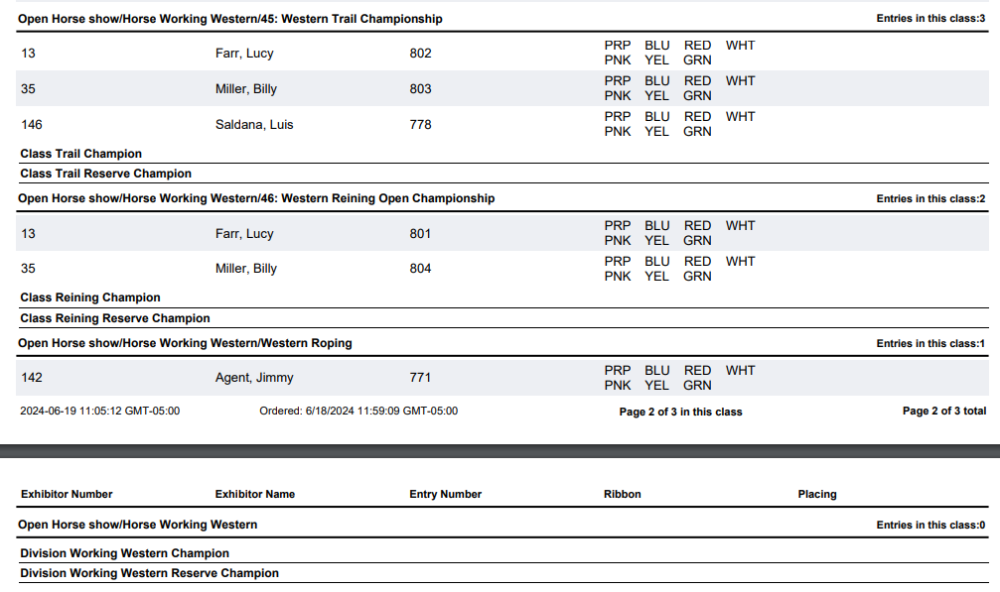 Open Horse show/Horse Working Western/45: Western Trail Championship Entries in this class:3
13 Farr, Lucy 802 PRP BLU RED WHT
PNK YEL GRN
35 Miller, Billy 803 PRP BLU RED WHT
PNK YEL GRN
146 Saldana, Luis 778 PRP BLU RED WHT
PNK YEL GRN
Class Trail Champion
Class Trail Reserve Champion
Open Horse show/Horse Working Western/46: Western Reining Open Championship Entries in this class:2
13 Farr, Lucy 801 PRP BLU RED WHT
PNK YEL GRN
35 Miller, Billy 804 PRP BLU RED WHT
PNK YEL GRN
Class Reining Champion
Class Reining Reserve Champion
Open Horse show/Horse Working Western/Western Roping Entries in this class:1
142 Agent, Jimmy 771 PRP BLU RED WHT
PNK YEL GRN
2024-06-19 11:05:12 GMT-05:00 Ordered: 6/18/2024 11:59:09 GMT-05:00 Page 2 of 3 in this class Page 2 of 3 total
Exhibitor Number Exhibitor Name Entry Number Ribbon Placing
Open Horse show/Horse Working Western Entries in this class:0
Division Working Western Champion
Division Working Western Reserve Champion